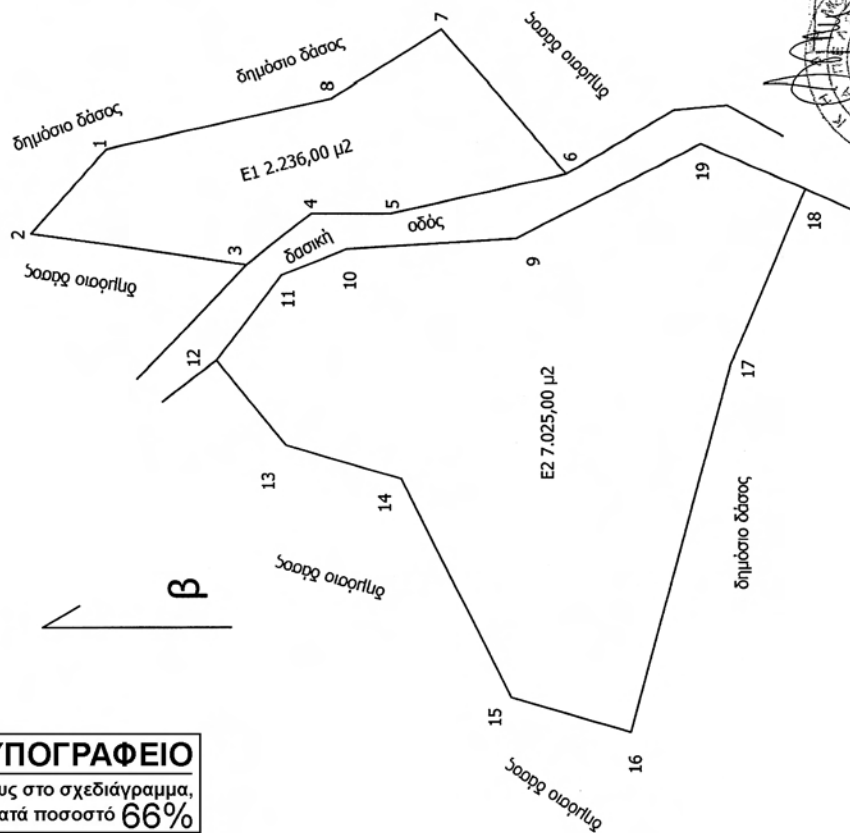 2
1
δημόσιο δάσος
δημόσιο δάσος
7
8
δημόσιο δάσος
Ε1 2.236,00 μ2
δημόσιο δάσος
3
4
5
6
δασική
οδός
11
10
9
19
18
12
13
14
δημόσιο δάσος
Ε2 7.025,00 μ2
17
δημόσιο δάσος
15
16
δημόσιο δάσος
β
ΥΠΟΓΡΑΦΕΙΟ
υς στο σχεδιάγραμμα,
ατά ποσοστό 66%